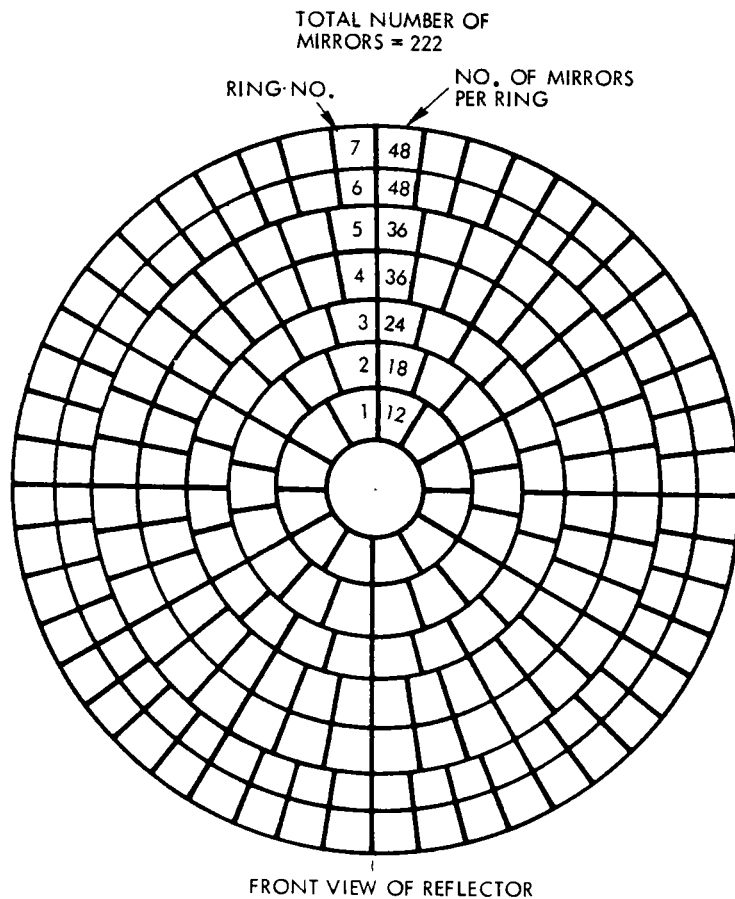 TOTAL NUMBER OF
MIRRORS = 222
RING NO.
NO. OF MIRRORS
PER RING
7 48
6 48
5 36
4 36
3 24
2 18
1 12
FRONT VIEW OF REFLECTOR